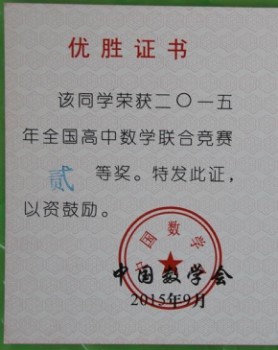 优胜证书
该同学荣获二〇一五
年全国高中数学联合竞赛
贰等奖。特发此证，
以资鼓励。
中国数学
中国数学会
2015年9月